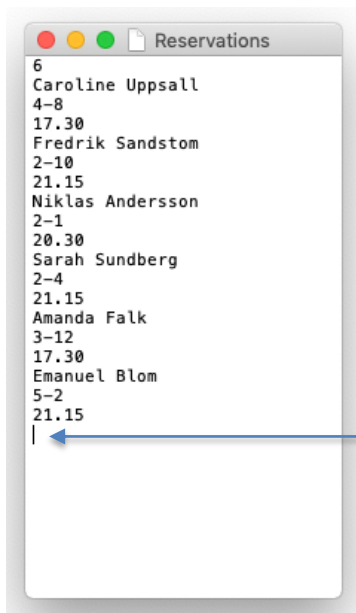 Reservations
6
Caroline Uppsall
4-8
17.30
Fredrik Sandstom
2-10
21.15
Niklas Andersson
2-1
20.30
Sarah Sundberg
2-4
21.15
Amanda Falk
3-12
17.30
Emanuel Blom
5-2
21.15